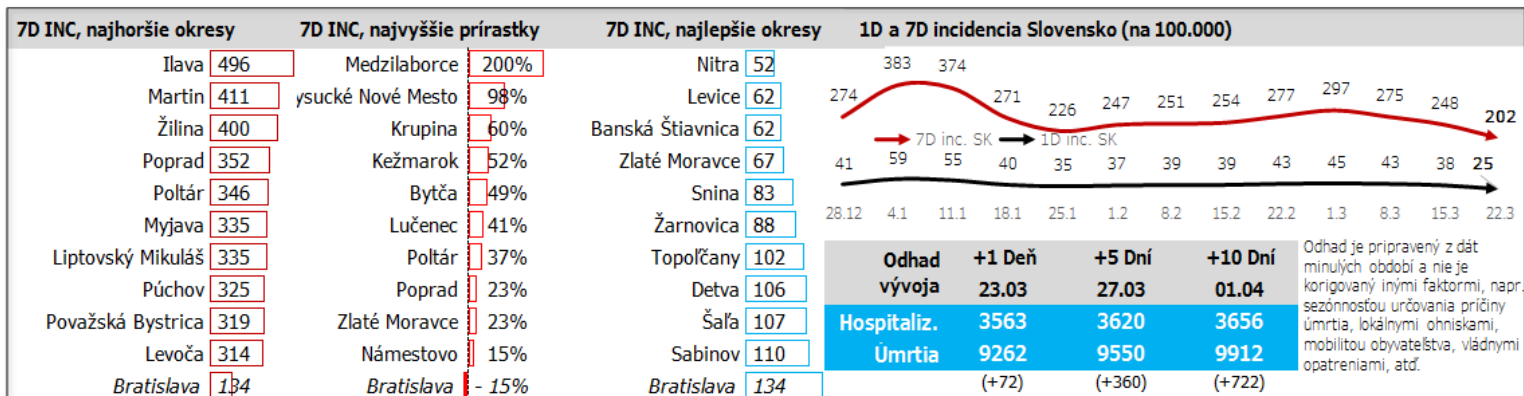 7D INC, najhoršie okresy
Ilava 496
Martin 411
Žilina 400
Poprad 352
Poltár 346
Myjava 335
Liptovský Mikuláš 335
Púchov 325
Považská Bystrica 319
Levoča 314
Bratislava 134
7D INC, najvyššie prírastky
Medzilaborce 200%
ysucké Nové Mesto 98%
Krupina 60%
Kežmarok 52%
Bytča 49%
Lučenec 41%
Poltár 37%
Poprad 23%
Zlaté Moravce 23%
Námestovo 15%
Bratislava - 15%
7D INC, najlepšie okresy
Nitra 52
Levice 62
Banská Štiavnica 62
Zlaté Moravce 67
Snina 83
Žarnovica 88
Topoľčany 102
Detva 106
Šaľa 107
Sabinov 110
Bratislava 134
1D a 7D incidencia Slovensko (na 100.000)
274 383 374 271 226 247 251 254 277 297 275 248 202
7D inc. SK 1D inc. SK
41 59 55 40 35 37 39 39 43 45 43 38 25
28.12 4.1 11.1 18.1 25.1 1.2 8.2 15.2 22.2 1.3 8.3 15.3 22.3
Odhad +1 Deň +5 Dní +10 Dní
vývoja 23.03 27.03 01.04
Hospitaliz. 3563 3620 3656
Úmrtia 9262 9550 9912
(+72) (+360) (+722)
Odhad je pripravený z dát
minulých období a nie je
korigovaný inými faktormi, napr.
sezónnosťou určovania príčiny
úmrtia, lokálnymi ohniskami,
mobilitou obyvateľstva, vládnymi
opatreniami, atď.